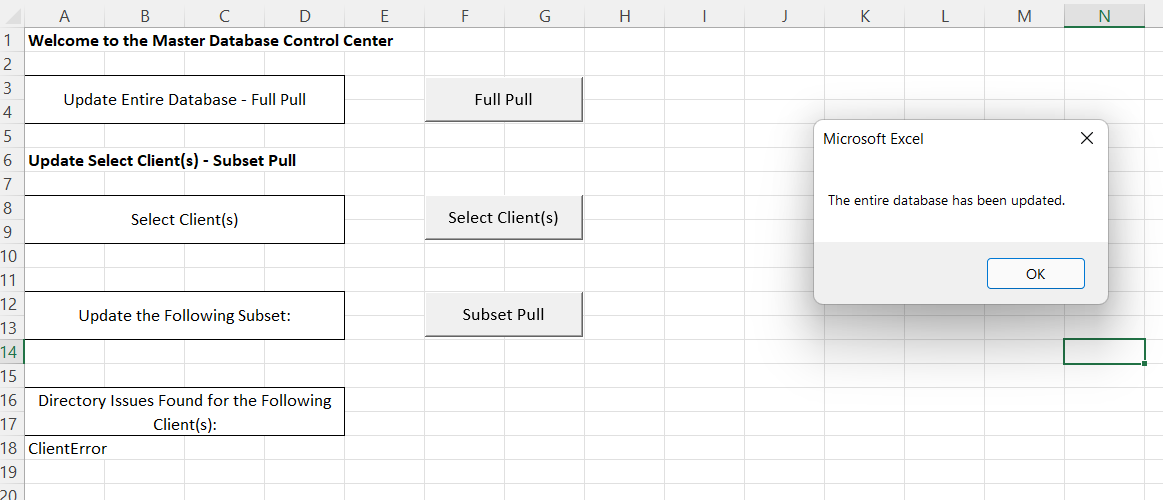 A B C D E F G H I J K L M N
1 Welcome to the Master Database Control Center
2
3
Update Entire Database - Full Pull Full Pull
4
5
Microsoft Excel
6 Update Select Client(s) - Subset Pull
7
8
The entire database has been updated.
Select Client(s) Select Client(s)
9
10
11
OK
12
Update the Following Subset: Subset Pull
13
14
15
16 Directory Issues Found for the Following
17 Client(s):
18 ClientError
19
20